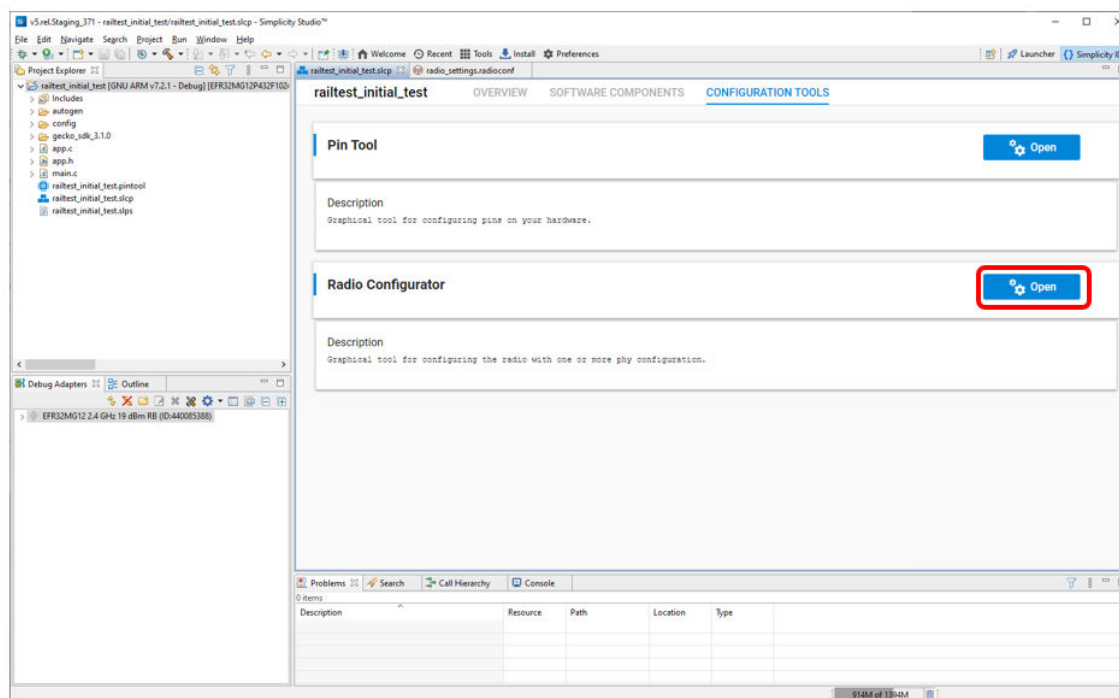 v5.rel.Staging_371 - railtest_initial_test/railtest_initial_test.slcp - Simplicity Studio™
File Edit Navigate Search Project Run Window Help
Welcome Recent Tools Install Preferences
Launcher {} Simplicity
Project Explorer
railtest_initial_test.slcp radio_settings.radioconf
railtest_initial_test [GNU ARM v7.2.1 - Debug] [EFR32MG12P432F102
Includes
autogen
config
gecko_sdk_3.1.0
app.c
app.h
main.c
railtest_initial_test.pintool
railtest_initial_test.slcp
railtest_initial_test.slps
railtest_initial_test OVERVIEW SOFTWARE COMPONENTS CONFIGURATION TOOLS
Pin Tool
Open
Description
Graphical tool for configuring pins on your hardware.
Radio Configurator
Open
Description
Graphical tool for configuring the radio with one or more phy configuration.
Debug Adapters Outline
EFR32MG12 2.4 GHz 19 dBm RB (ID:440085388)
Problems Search Call Hierarchy Console
0 items
Description Resource Path Location Type
914M of 1394M